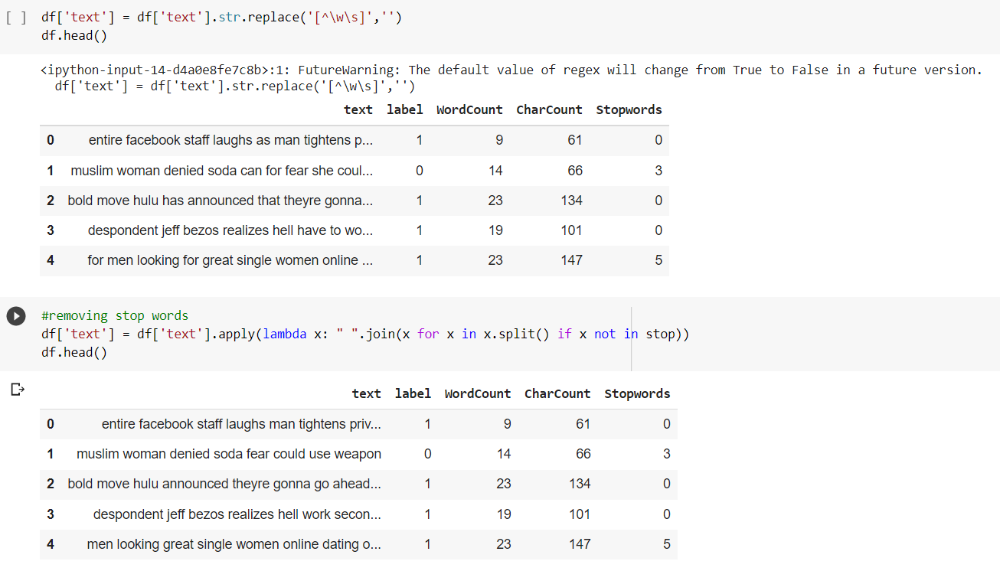 [ ] df['text'] = df['text'].str.replace('[^\w\s]','')
df.head()
<ipython-input-14-d4a0e8fe7c8b>:1: FutureWarning: The default value of regex will change from True to False in a future version.
df['text'] = df['text'].str.replace('[^\w\s]','')
text label WordCount CharCount Stopwords
0 entire facebook staff laughs as man tightens p... 1 9 61 0
1 muslim woman denied soda can for fear she coul... 0 14 66 3
2 bold move hulu has announced that theyre gonna... 1 23 134 0
3 despondent jeff bezos realizes hell have to wo... 1 19 101 0
4 for men looking for great single women online ... 1 23 147 5
#removing stop words
df['text'] = df['text'].apply(lambda x: " ".join(x for x in x.split() if x not in stop))
df.head()
text label WordCount CharCount Stopwords
0 entire facebook staff laughs man tightens priv... 1 9 61 0
1 muslim woman denied soda fear could use weapon 0 14 66 3
2 bold move hulu announced theyre gonna go ahead... 1 23 134 0
3 despondent jeff bezos realizes hell work secon... 1 19 101 0
4 men looking great single women online dating o... 1 23 147 5